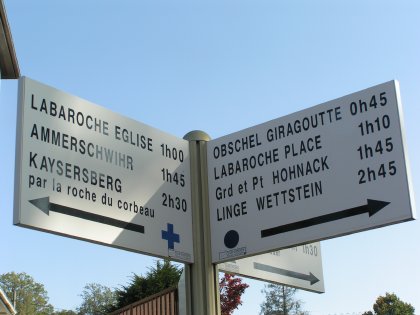 LABAROCHE EGLISE 1h00
AMMERSCHWIHR 1h45
KAYSERSBERG 2h30
par la roche du corbeau
OBSCHEL GIRAGOUTTE 0h45
LABAROCHE PLACE 1h10
Grd et Pt HOHNACK 1h45
LINGE WETTSTEIN 2h45
1h30